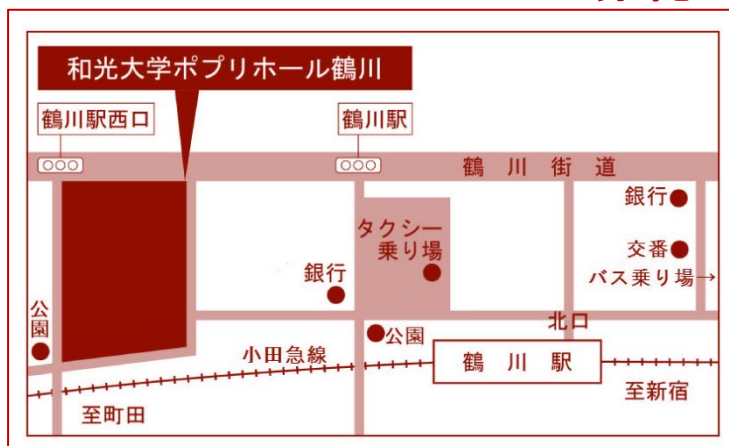 和光大学ポプリホール鶴川
鶴川駅西口
鶴川駅
鶴川街道
銀行
タクシー
乗り場
交番
銀行
バス乗り場→
公園
北口
公園
小田急線
鶴川駅
至新宿
至町田